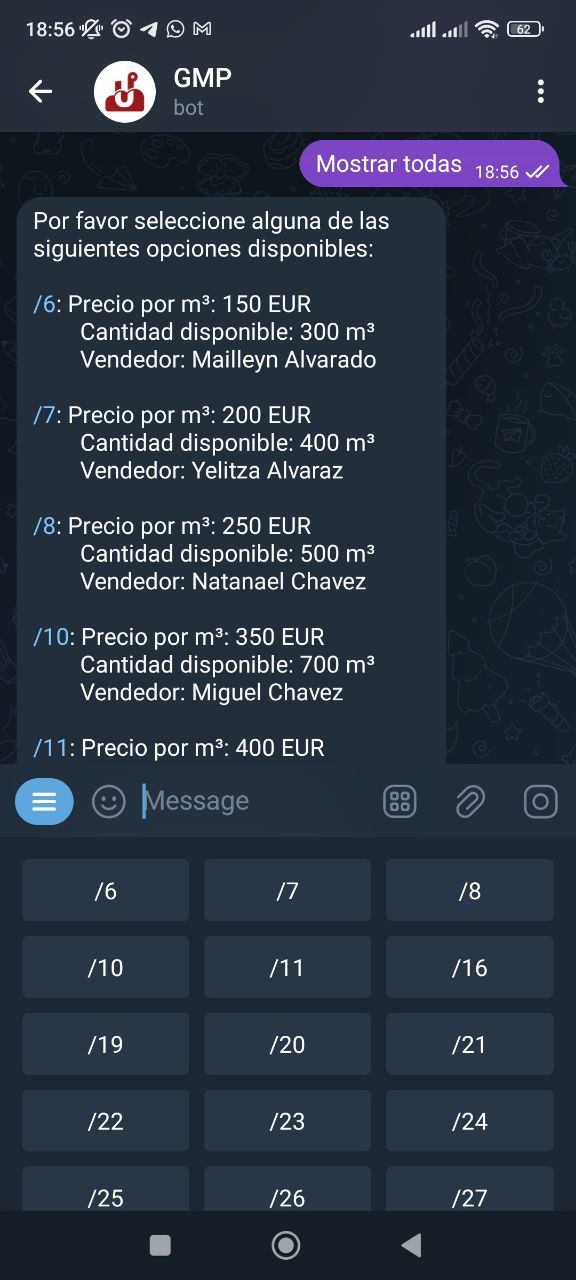 18:56
62
GMP
bot
Mostrar todas 18:56
Por favor seleccione alguna de las
siguientes opciones disponibles:
/6: Precio por m³: 150 EUR
Cantidad disponible: 300 m³
Vendedor: Mailleyn Alvarado
/7: Precio por m³: 200 EUR
Cantidad disponible: 400 m³
Vendedor: Yelitza Alvaraz
/8: Precio por m³: 250 EUR
Cantidad disponible: 500 m³
Vendedor: Natanael Chavez
/10: Precio por m³: 350 EUR
Cantidad disponible: 700 m³
Vendedor: Miguel Chavez
/11: Precio por m³: 400 EUR
Message
/6
/7
/8
/10
/11
/16
/19
/20
/21
/22
/23
/24
/25
/26
/27